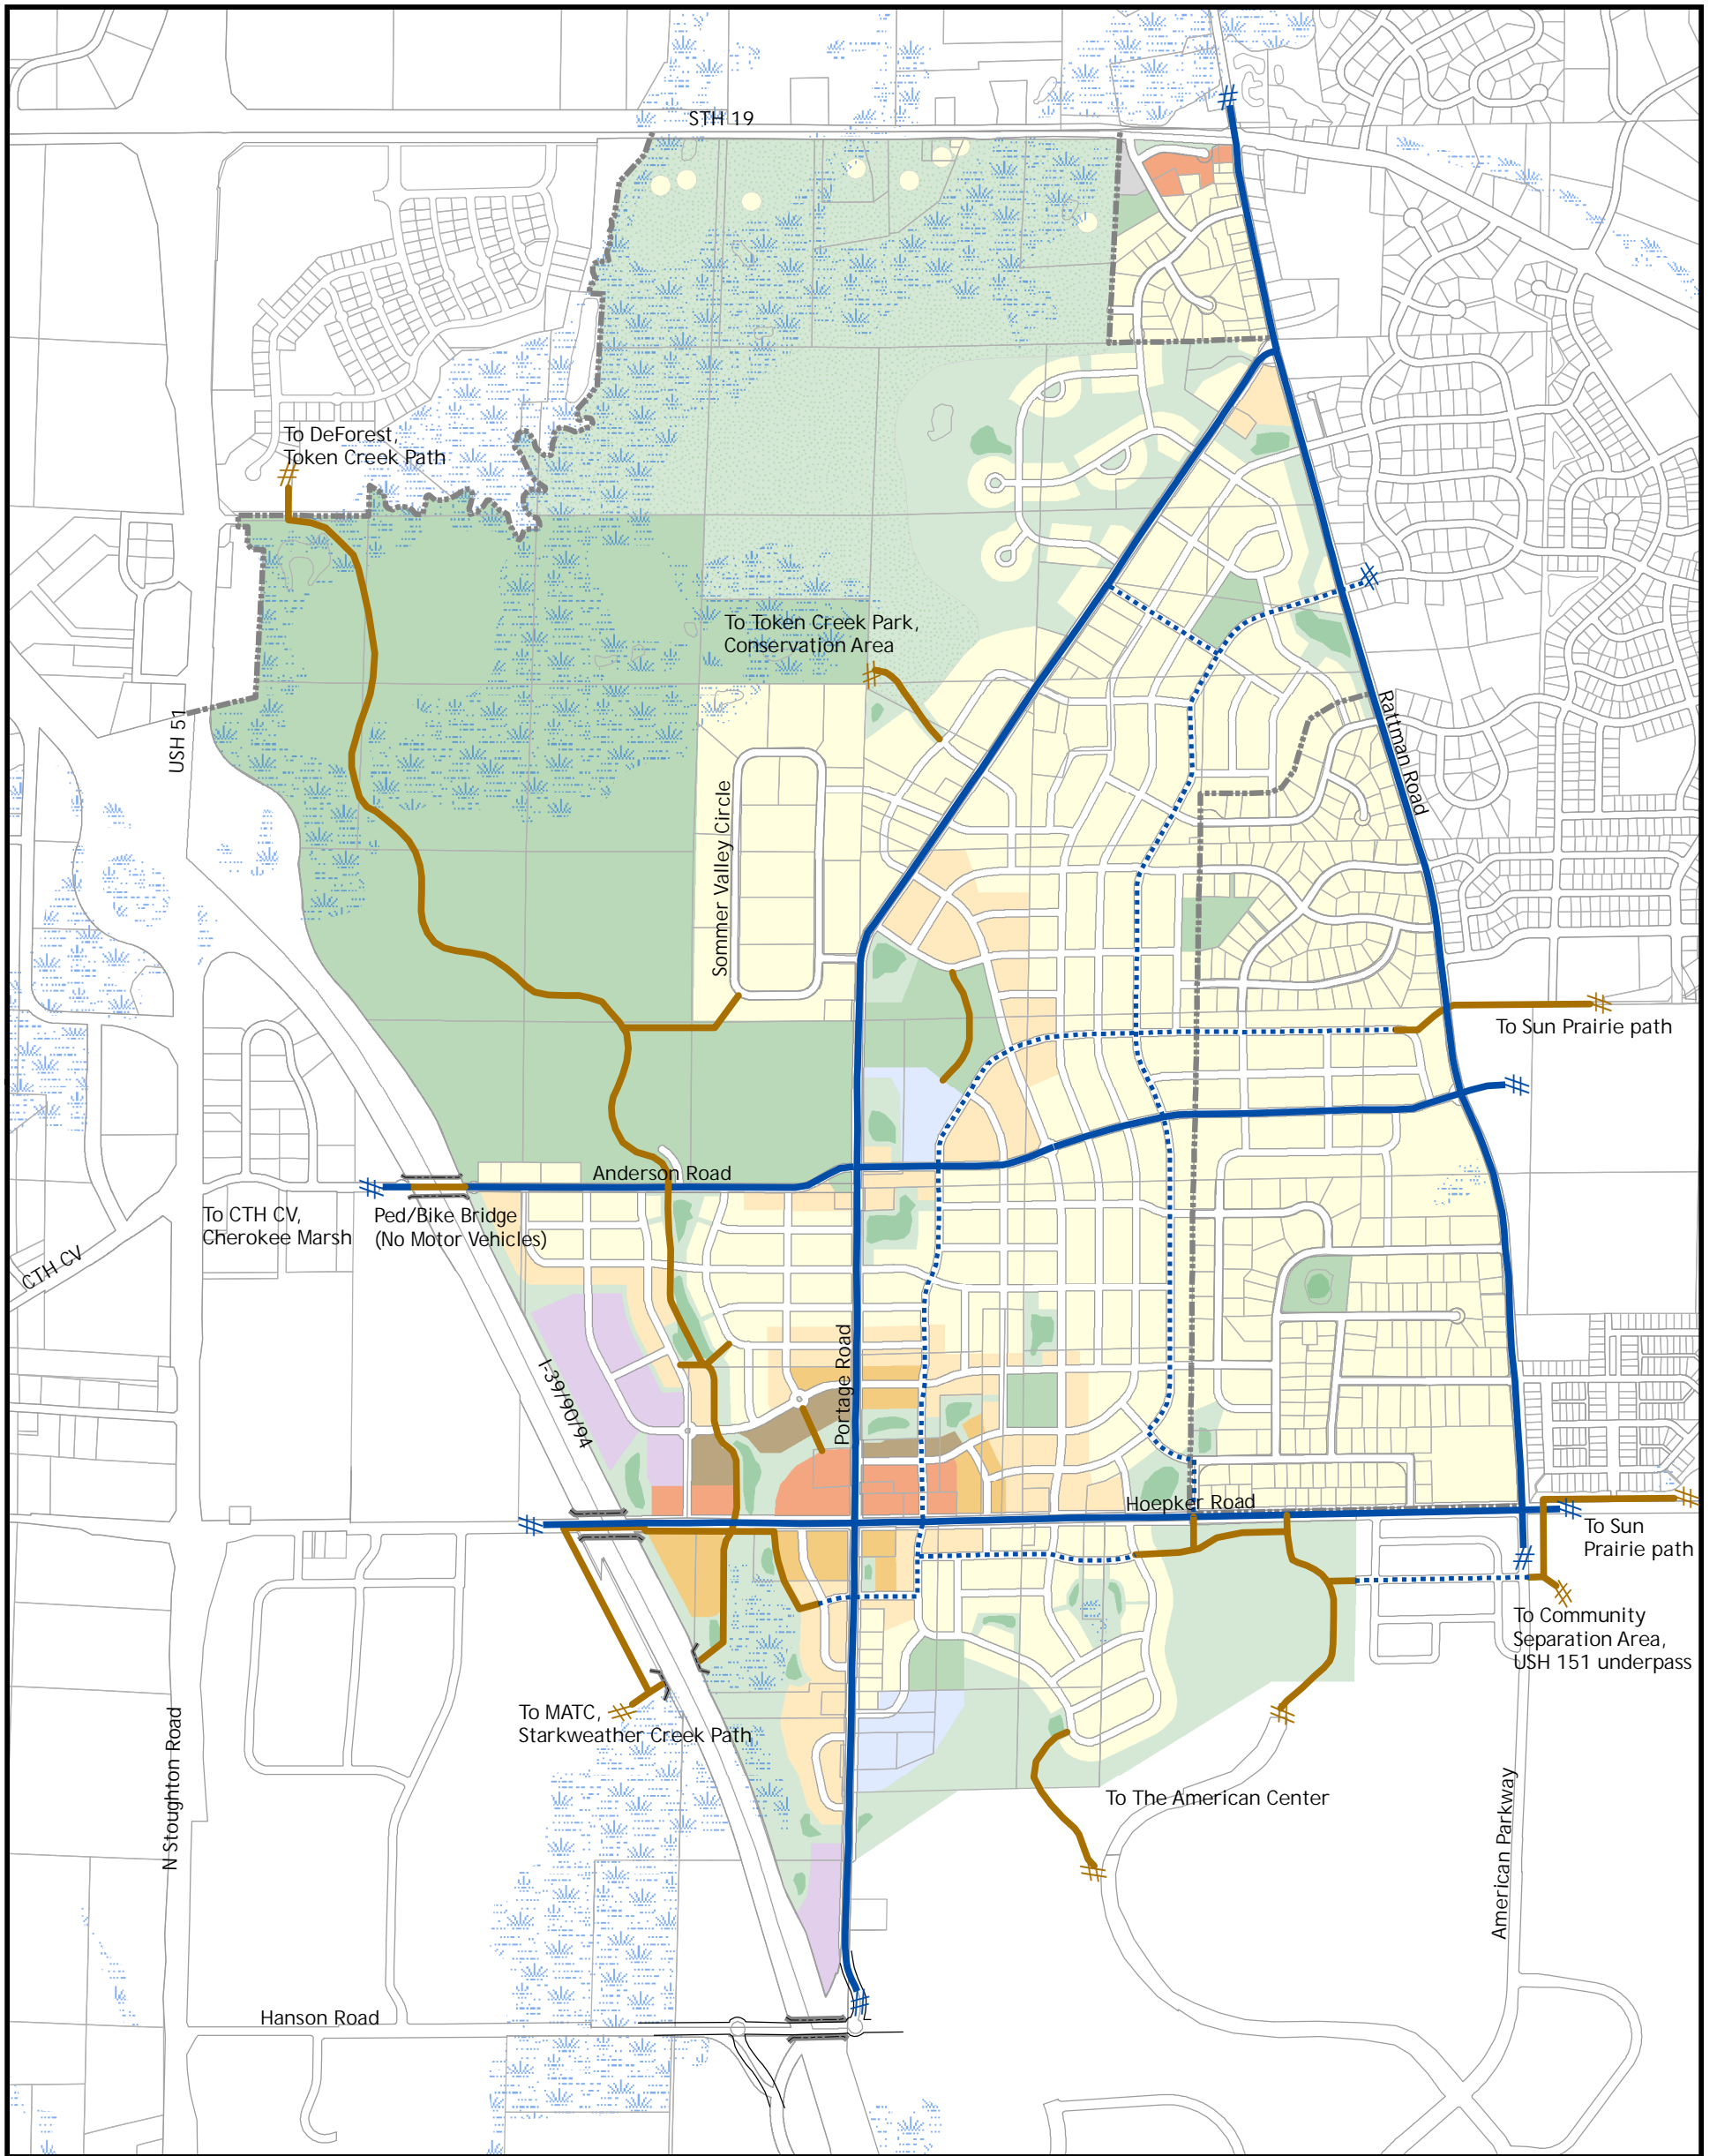 STH 19
To DeForest,
Token Creek Path
To Token Creek Park,
Conservation Area
USH 51
Rattman Road
Sommer Valley Circle
To Sun Prairie path
Anderson Road
To CTH CV,
Cherokee Marsh
Ped/Bike Bridge
(No Motor Vehicles)
CTH CV
I-39/90/94
Portage Road
Hoepker Road
To Sun
Prairie path
To Community
Separation Area,
USH 151 underpass
To MATC,
Starkweather Creek Path
N Stoughton Road
To The American Center
American Parkway
Hanson Road